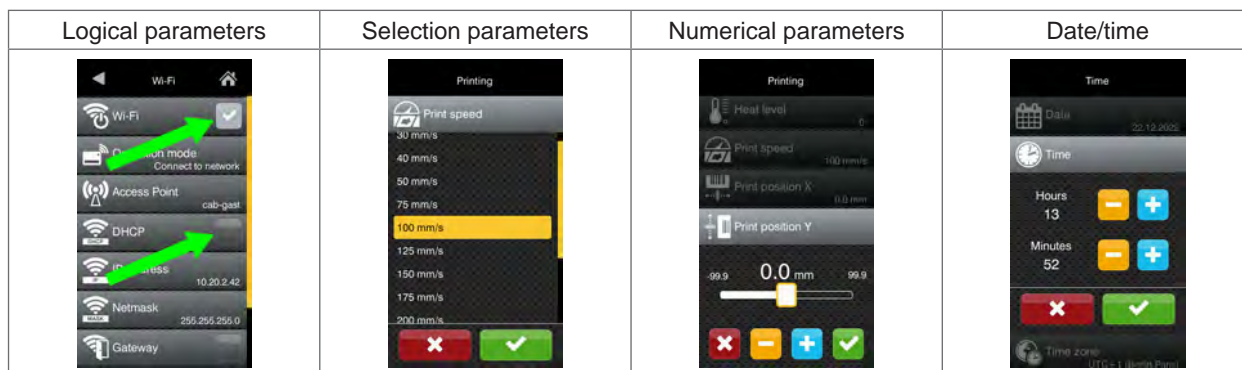 Logical parameters
Selection parameters
Numerical parameters
Date/time
Wi-Fi
Wi-Fi
mode
Connect to network
Access Point
cab-gast
DHCP
DHCP
10.20.2.42
IP
Netmask
MASK
255.255.255.0
Gateway
Printing
Print speed
30 mm/s
40 mm/s
50 mm/s
75 mm/s
100 mm/s
125 mm/s
150 mm/s
175 mm/s
200 mm/s
Printing
Heat level
0
Print speed
100 mm/s
Print position X
0.0 mm
Print position Y
-99.9 0.0 mm 99.9
Time
Date
22.12.2025
Time
Hours
13
Minutes
52
Time zone
UTC+1 (Berlin,Paris)